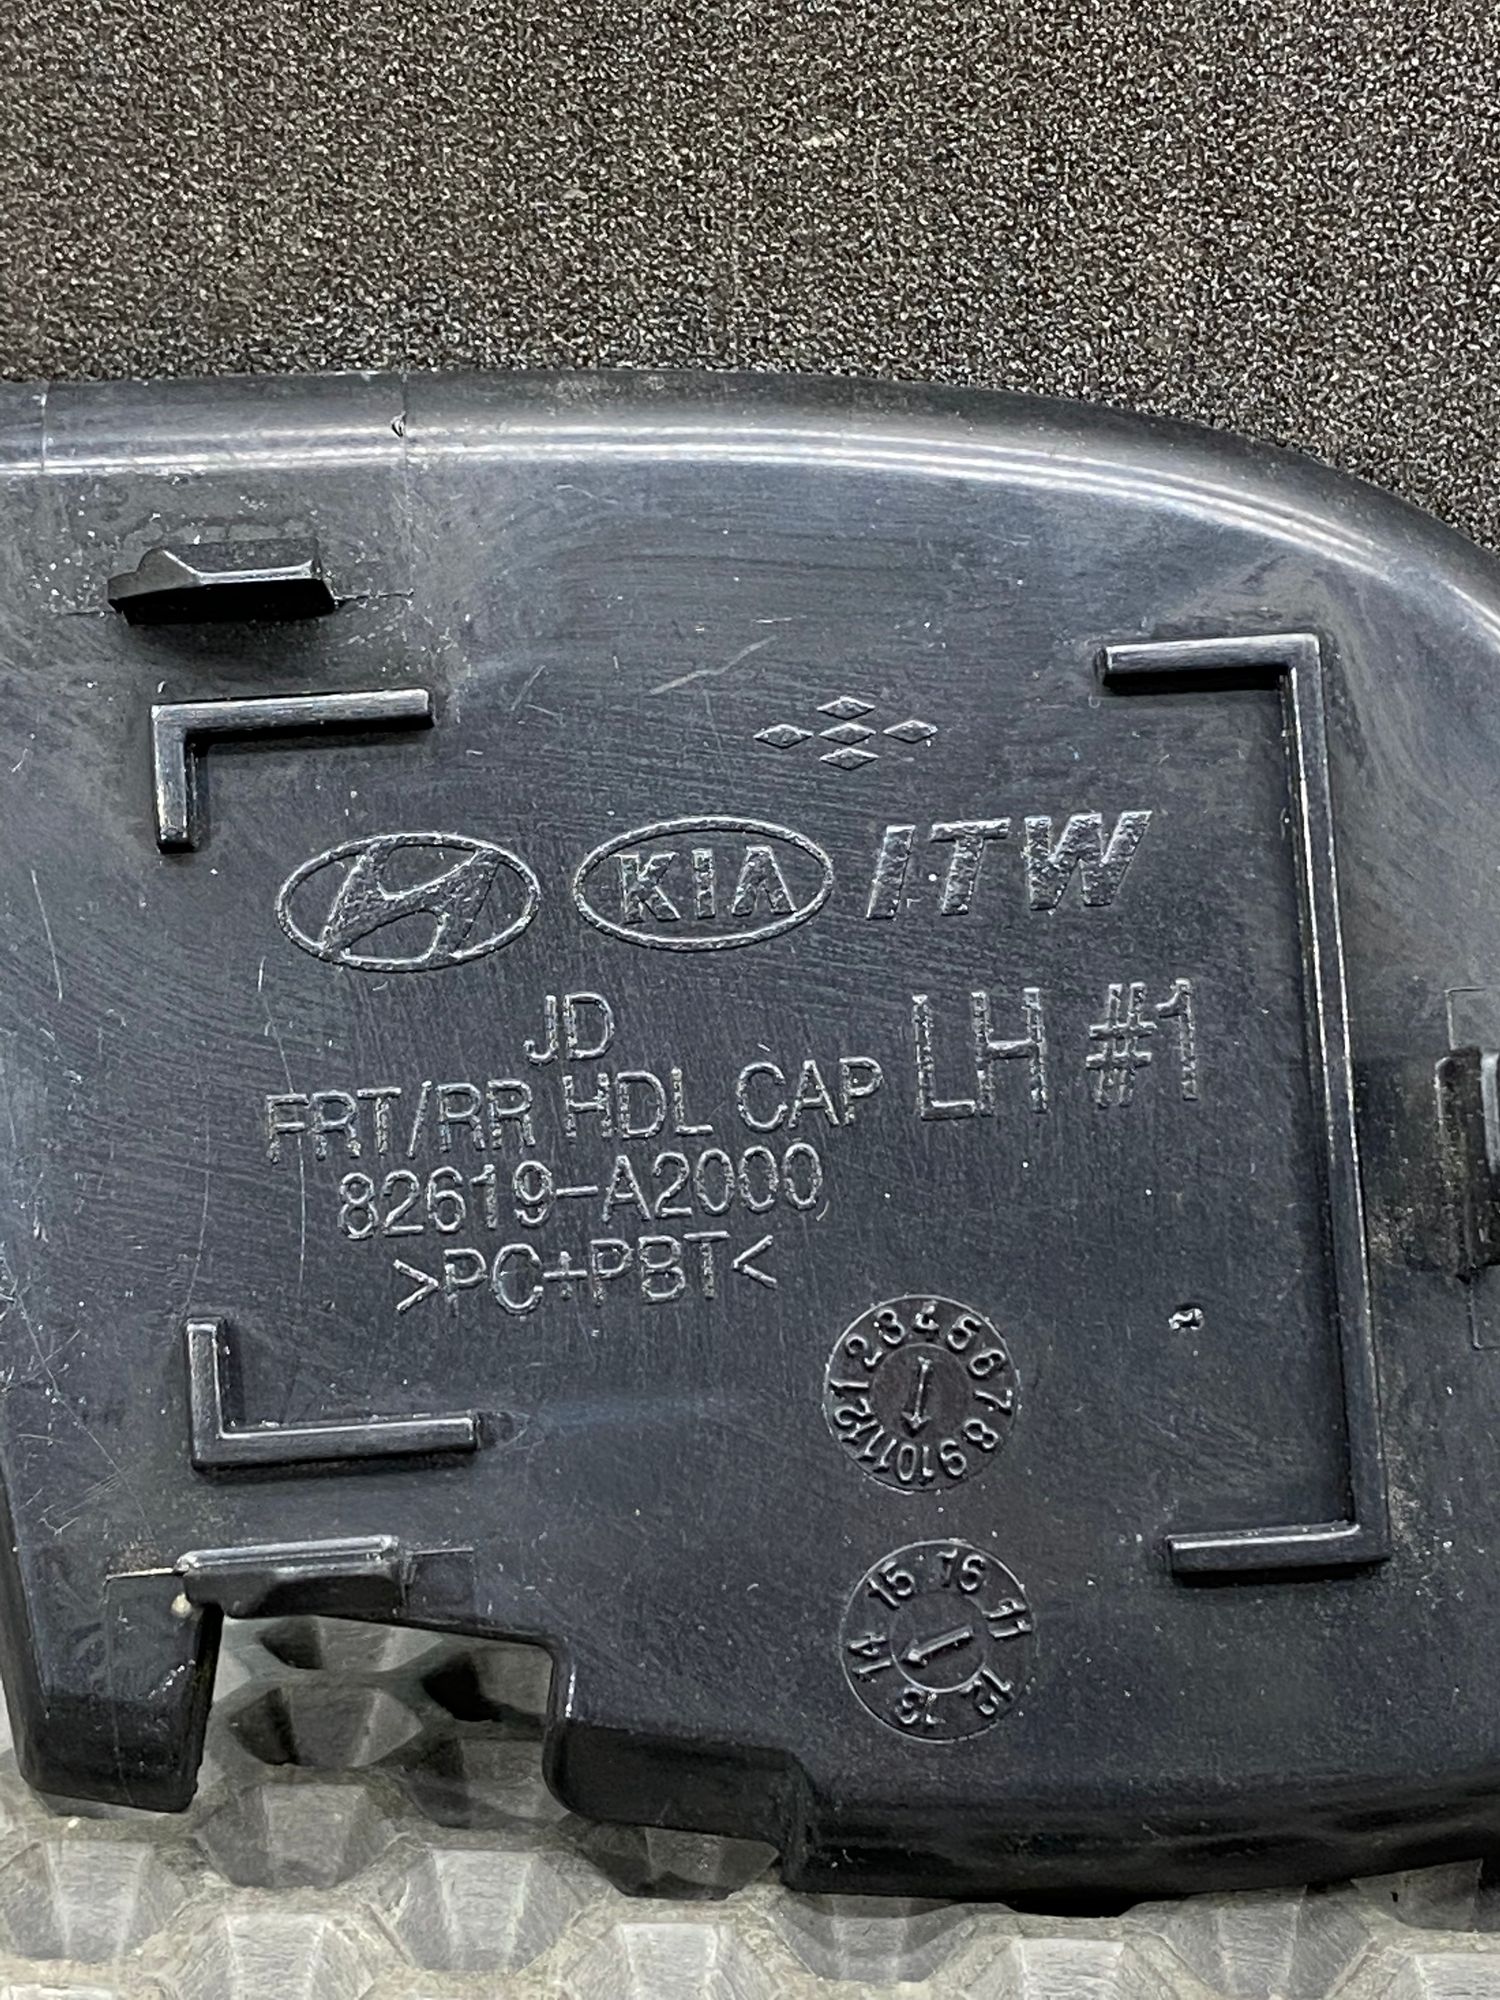 KIA ITW
JD
FRT/RR HDL CAP LH #1
82619-A2000
>PC+PBT<
1 2 3 4 5 6 7 8 9 10 11 12
11 12 13 14 15 16